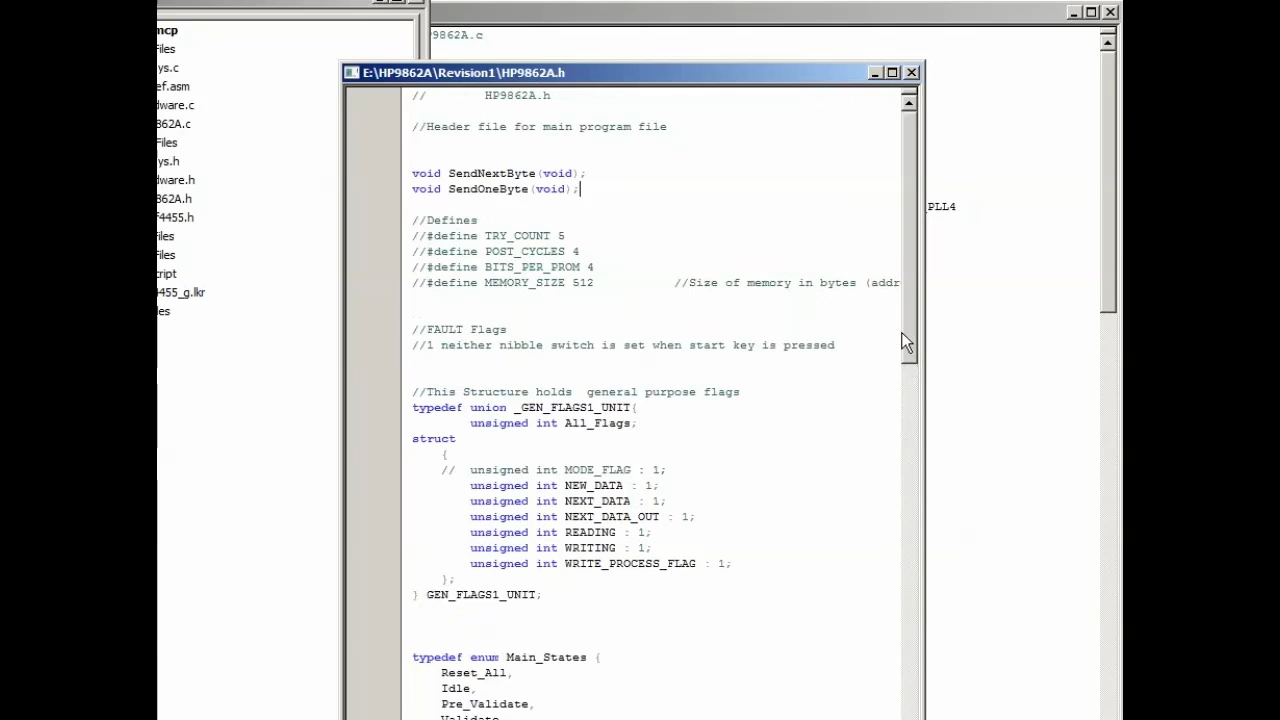 mcp
Files
ys.c
ef.asm
dware.c
862A.c
Files
ys.h
dware.h
862A.h
f4455.h
Files
Files
cript
4455_g.lkr
les
9862A.c
_PLL4
E:\HP9862A\Revision1\HP9862A.h
// HP9862A.h
//Header file for main program file
void SendNextByte(void);
void SendOneByte(void);
//Defines
//#define TRY_COUNT 5
//#define POST_CYCLES 4
//#define BITS_PER_PROM 4
//#define MEMORY_SIZE 512 //Size of memory in bytes (addr
//FAULT Flags
//1 neither nibble switch is set when start key is pressed
//This Structure holds  general purpose flags
typedef union _GEN_FLAGS1_UNIT{
unsigned int All_Flags;
struct
{
// unsigned int MODE_FLAG : 1;
unsigned int NEW_DATA : 1;
unsigned int NEXT_DATA : 1;
unsigned int NEXT_DATA_OUT : 1;
unsigned int READING : 1;
unsigned int WRITING : 1;
unsigned int WRITE_PROCESS_FLAG : 1;
};
} GEN_FLAGS1_UNIT;
typedef enum Main_States {
Reset_All,
Idle,
Pre_Validate,
Validate